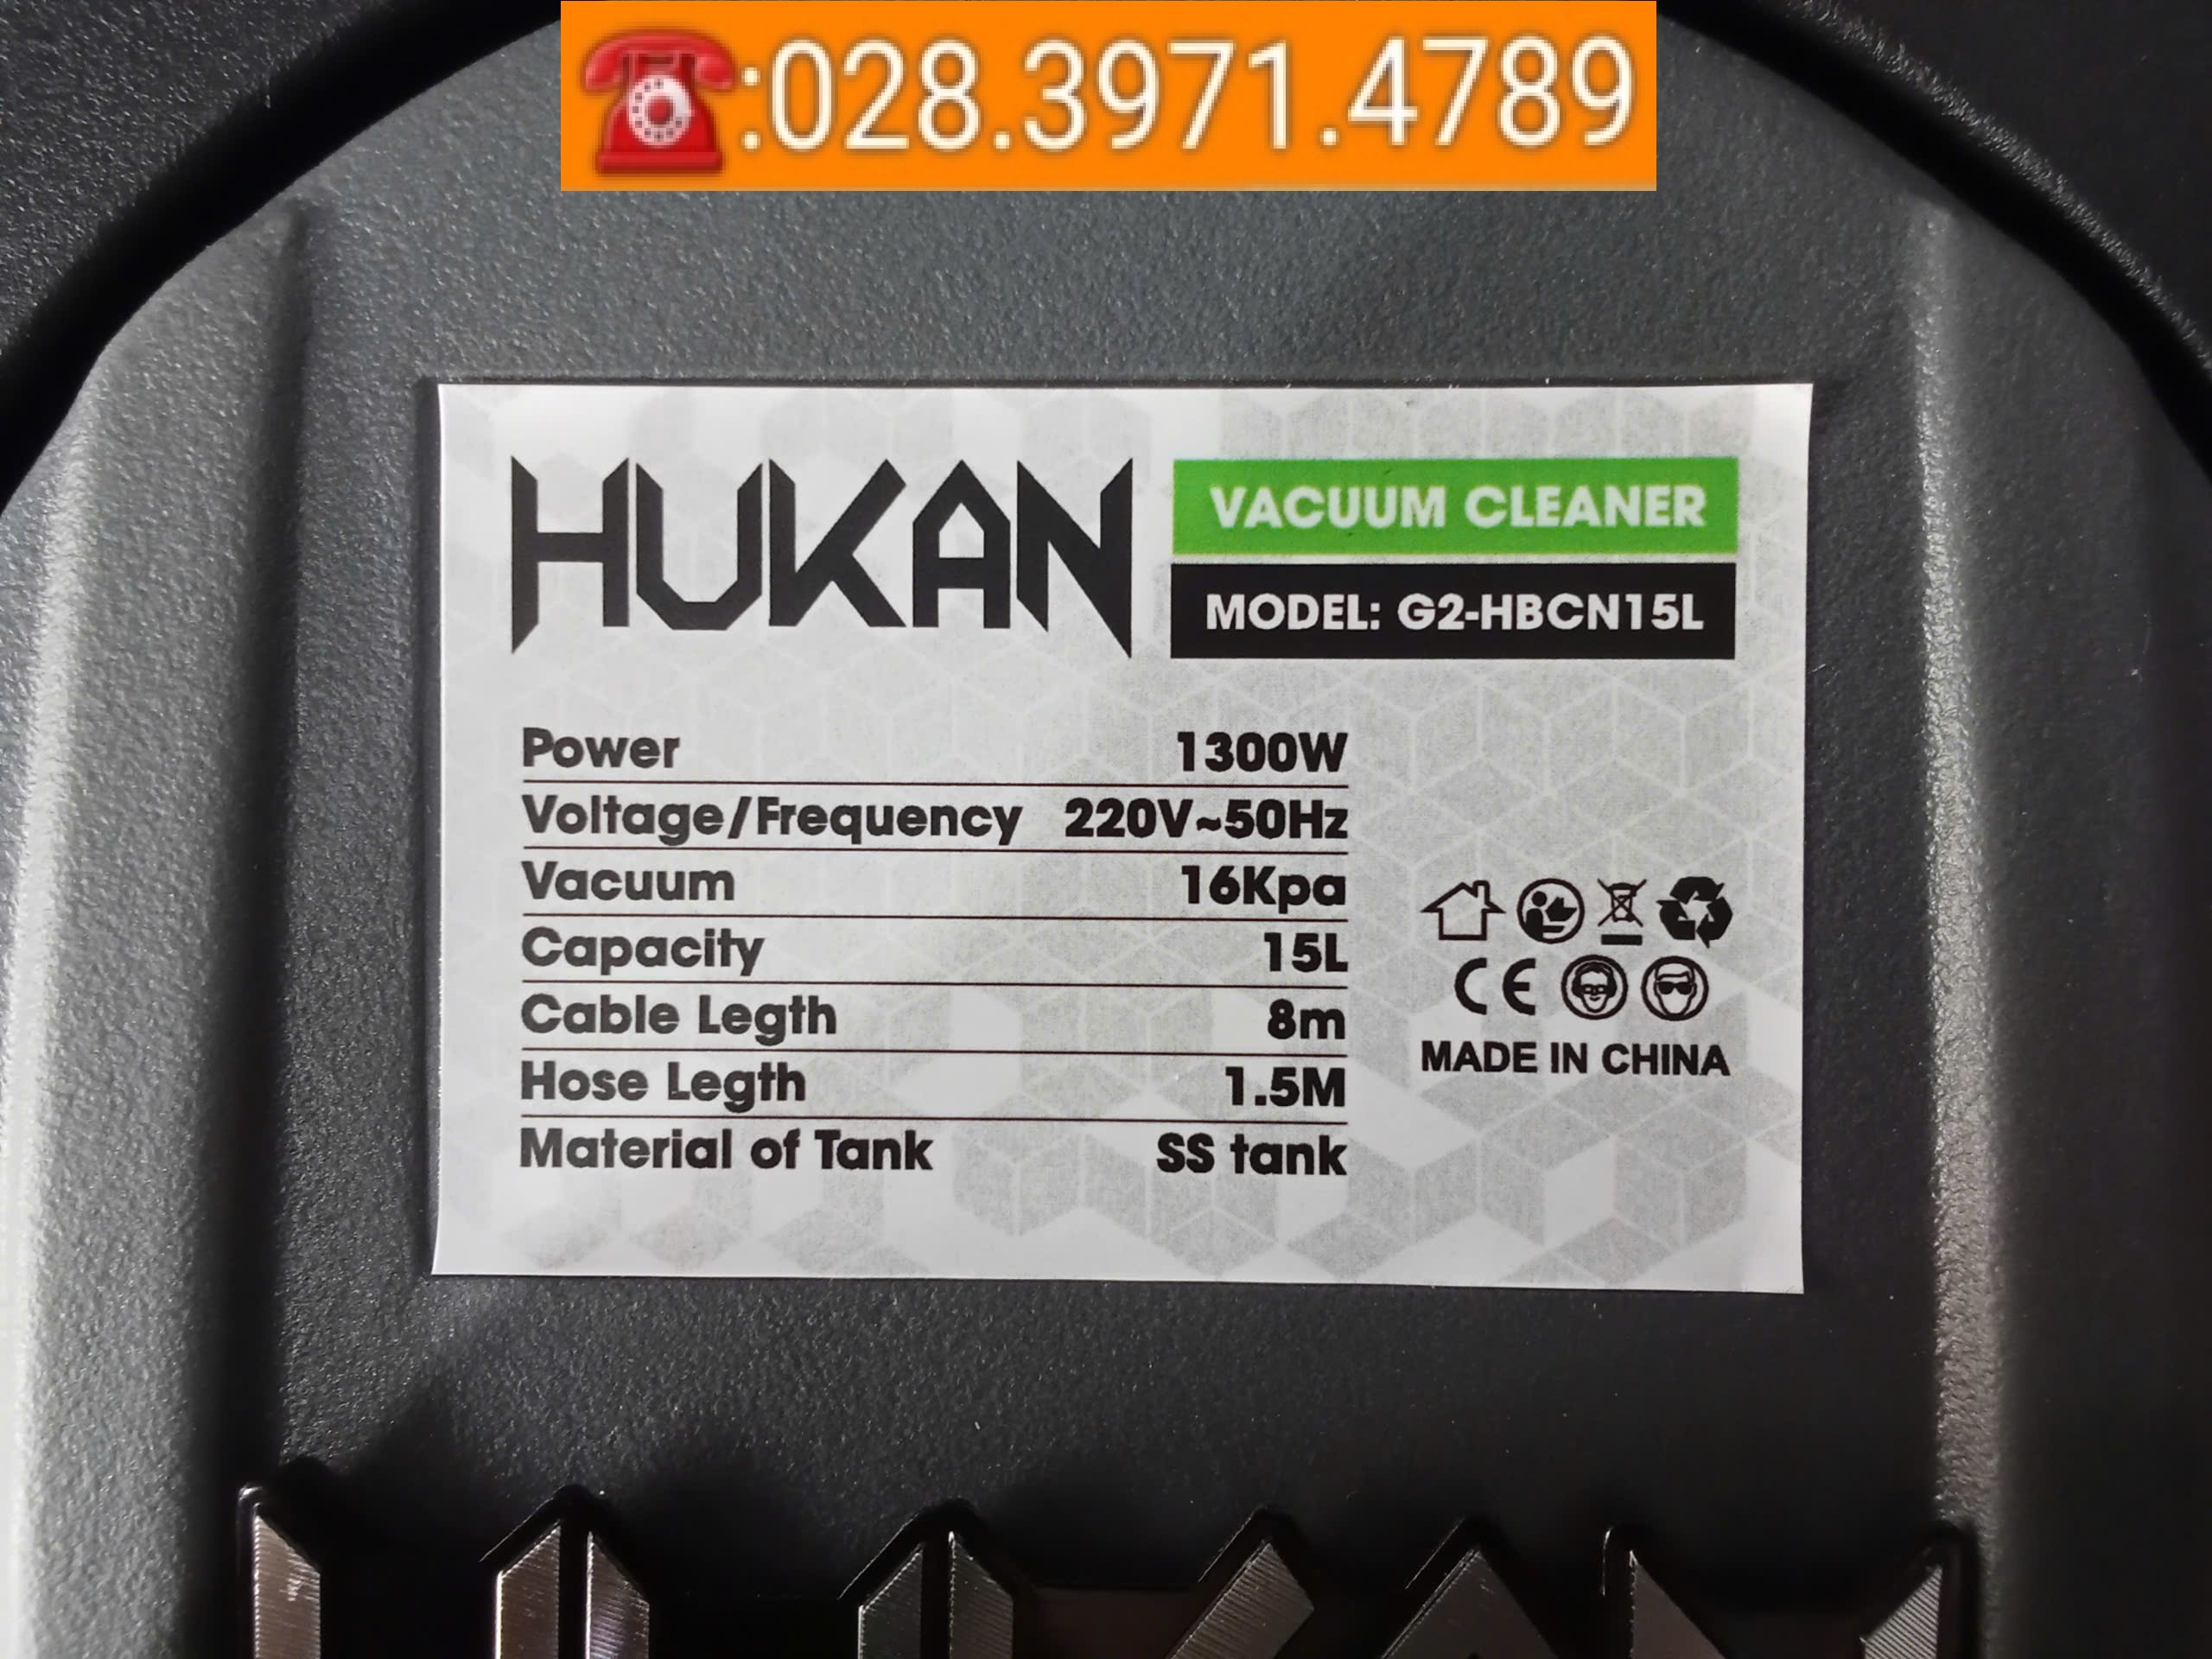 ☎:028.3971.4789
HUKAN
VACUUM CLEANER
MODEL: G2-HBCN15L
Power 1300W
Voltage/Frequency 220V~50Hz
Vacuum 16Kpa
Capacity 15L
Cable Legth 8m
Hose Legth 1.5M
Material of Tank SS tank
CE
MADE IN CHINA
HUKAN